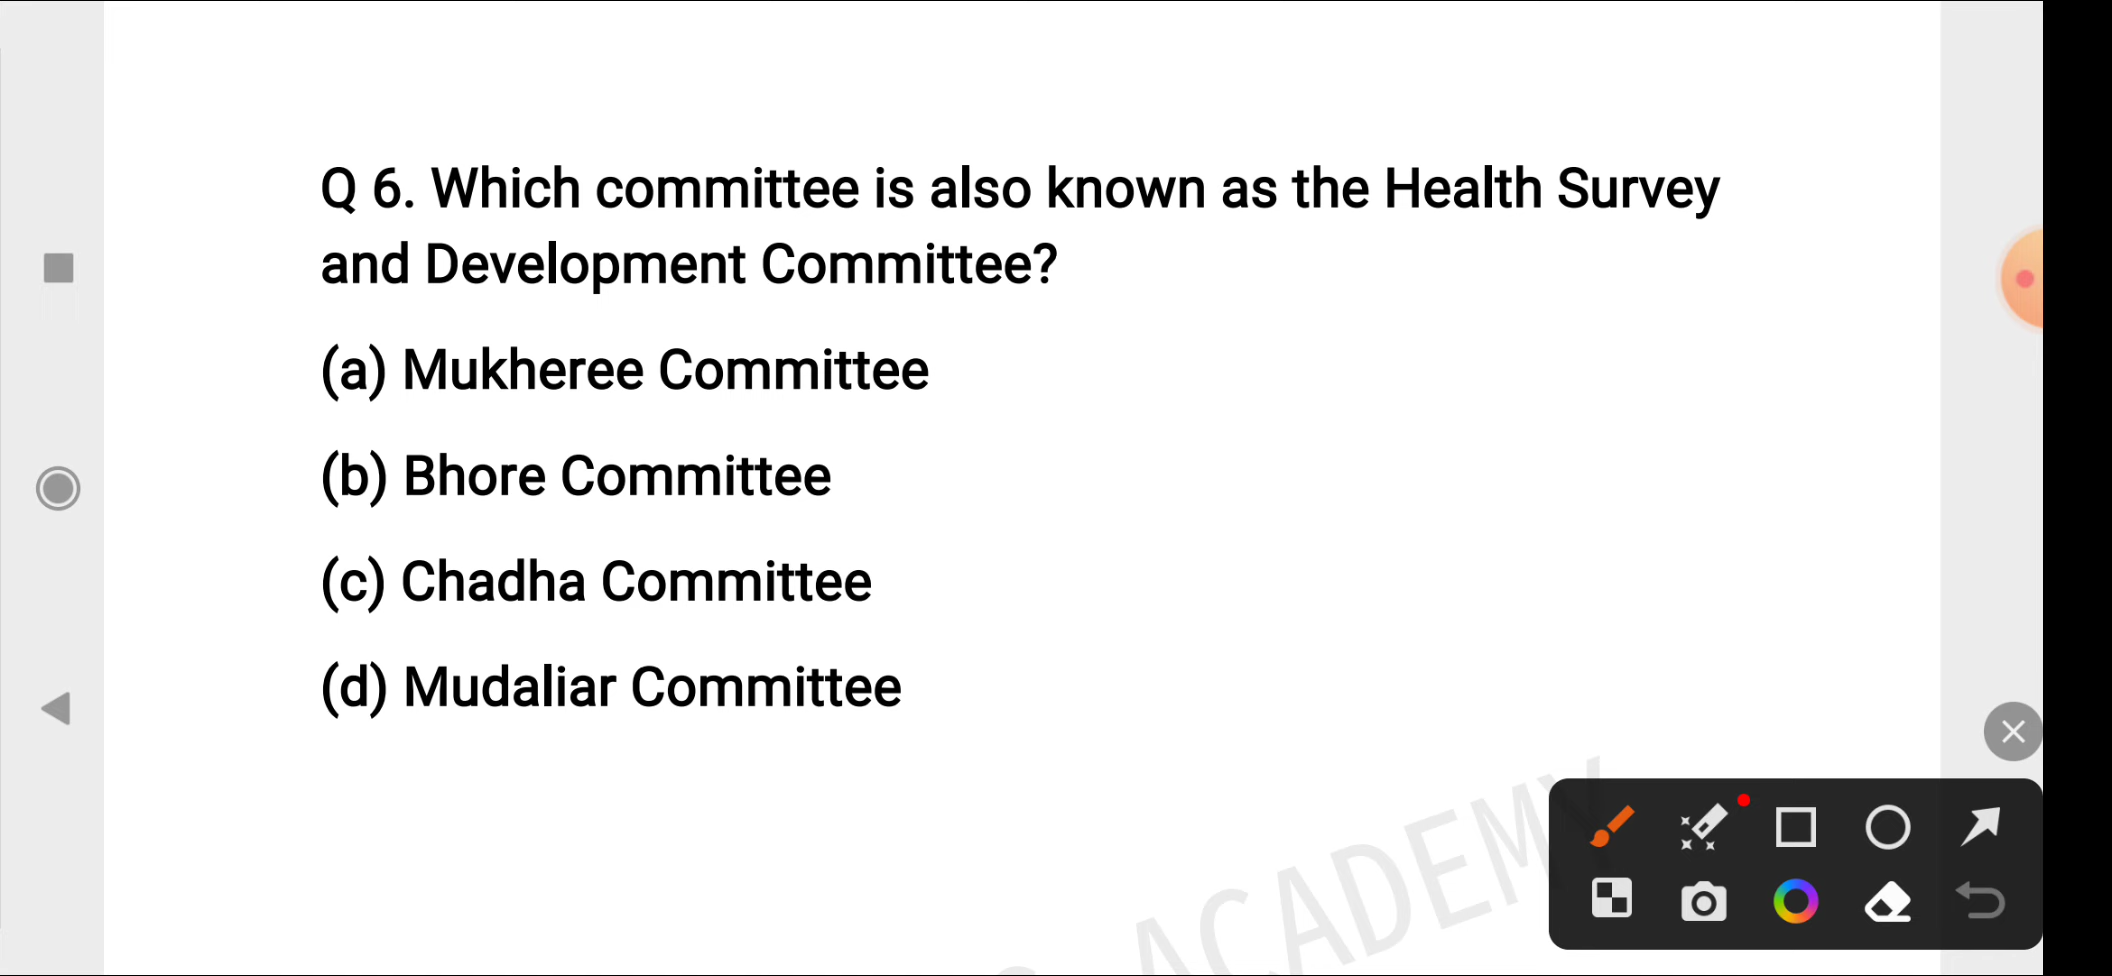 Q 6. Which committee is also known as the Health Survey
and Development Committee?
(a) Mukheree Committee
(b) Bhore Committee
(c) Chadha Committee
(d) Mudaliar Committee
ACADEMY